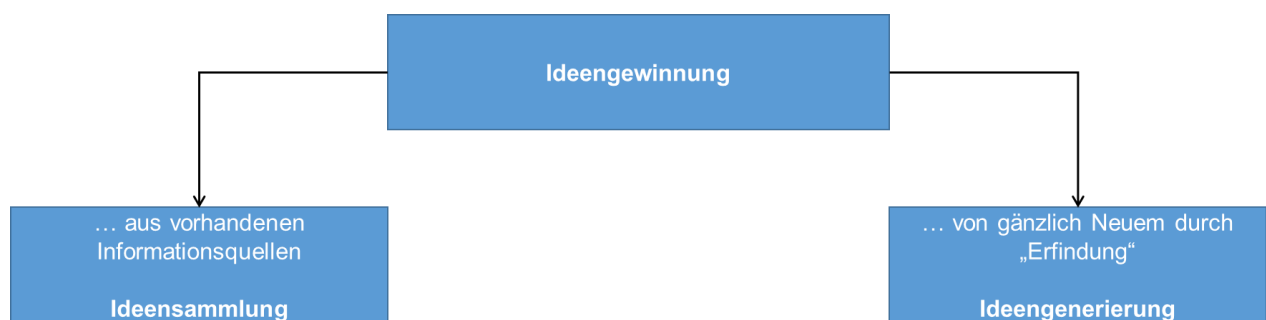 Ideengewinnung
… aus vorhandenen
Informationsquellen
Ideensammlung
… von gänzlich Neuem durch
„Erfindung“
Ideengenerierung